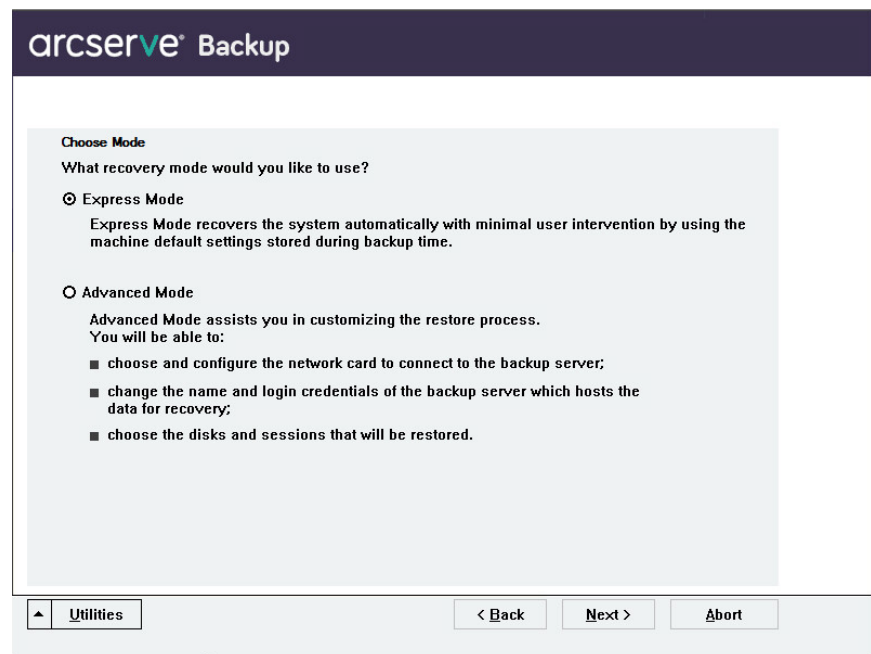 arcserve® Backup
Choose Mode
What recovery mode would you like to use?
Express Mode
Express Mode recovers the system automatically with minimal user intervention by using the
machine default settings stored during backup time.
Advanced Mode
Advanced Mode assists you in customizing the restore process.
You will be able to:
choose and configure the network card to connect to the backup server;
change the name and login credentials of the backup server which hosts the
data for recovery;
choose the disks and sessions that will be restored.
Utilities
< Back
Next >
Abort